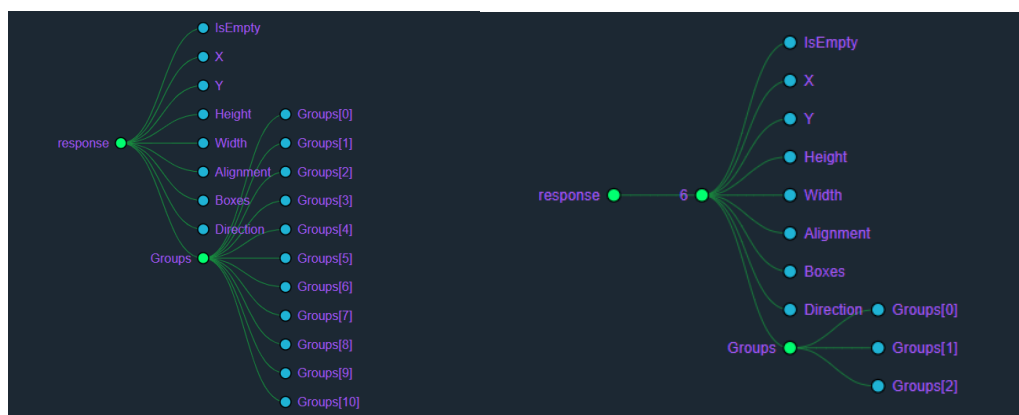 IsEmpty
X
Y
Height
Groups[0]
response
Width
Groups[1]
Alignment
Groups[2]
Boxes
Groups[3]
Direction
Groups[4]
Groups
Groups[5]
Groups[6]
Groups[7]
Groups[8]
Groups[9]
Groups[10]
IsEmpty
X
Y
Height
response
6
Width
Alignment
Boxes
Direction
Groups[0]
Groups
Groups[1]
Groups[2]